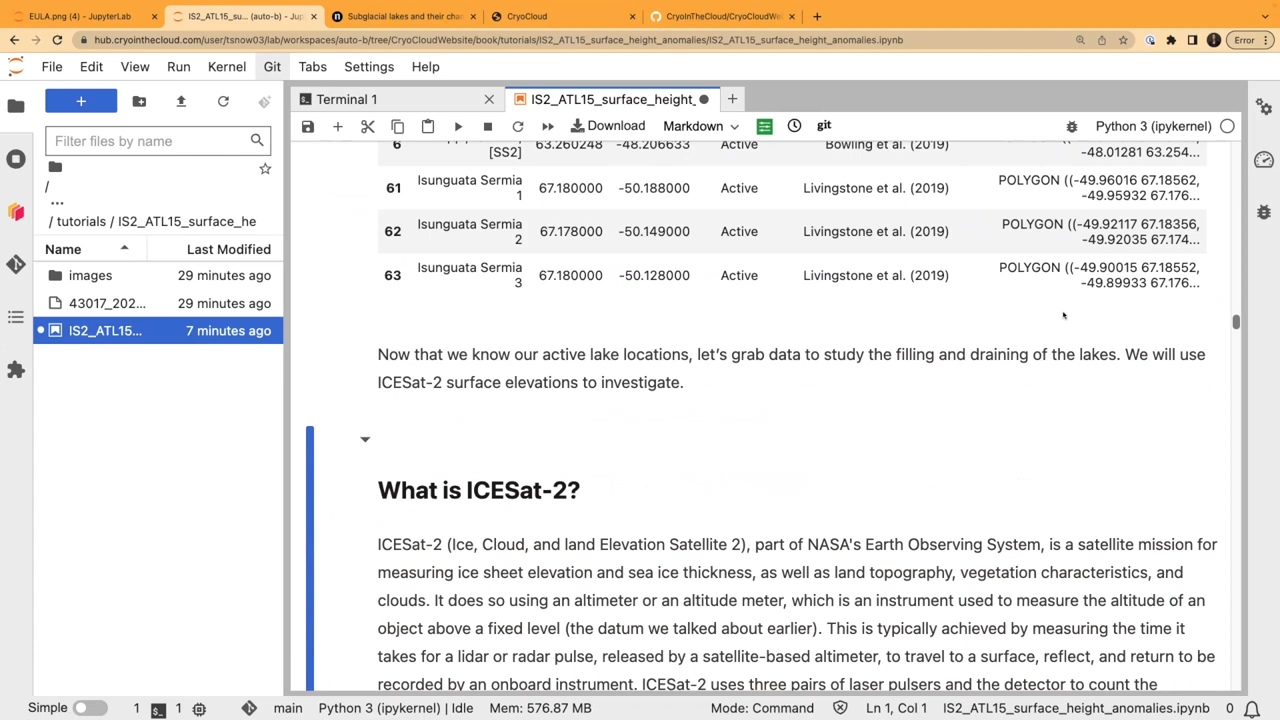 EULA.png (4) - JupyterLab
IS2_ATL15_su... (auto-b) - Jup
Subglacial lakes and their cha
CryoCloud
CryoInTheCloud/CryoCloudWe
hub.cryointhecloud.com/user/tsnow03/lab/workspaces/auto-b/tree/CryoCloudWebsite/book/tutorials/IS2_ATL15_surface_height_anomalies/IS2_ATL15_surface_height_anomalies.ipynb
Error
File Edit View Run Kernel Git Tabs Settings Help
Terminal 1
IS2_ATL15_surface_height_
Download
Markdown
git
Python 3 (ipykernel)
Filter files by name
/
...
/ tutorials / IS2_ATL15_surface_he
Name Last Modified
images 29 minutes ago
43017_202... 29 minutes ago
IS2_ATL15... 7 minutes ago
6 [SS2] 63.260248 -48.206633 Active Bowling et al. (2019) -48.01281 63.254...
61 Isunguata Sermia 1 67.180000 -50.188000 Active Livingstone et al. (2019) POLYGON ((-49.96016 67.18562, -49.95932 67.176...
62 Isunguata Sermia 2 67.178000 -50.149000 Active Livingstone et al. (2019) POLYGON ((-49.92117 67.18356, -49.92035 67.174...
63 Isunguata Sermia 3 67.180000 -50.128000 Active Livingstone et al. (2019) POLYGON ((-49.90015 67.18552, -49.89933 67.176...
Now that we know our active lake locations, let's grab data to study the filling and draining of the lakes. We will use
ICESat-2 surface elevations to investigate.
What is ICESat-2?
ICESat-2 (Ice, Cloud, and land Elevation Satellite 2), part of NASA's Earth Observing System, is a satellite mission for
measuring ice sheet elevation and sea ice thickness, as well as land topography, vegetation characteristics, and
clouds. It does so using an altimeter or an altitude meter, which is an instrument used to measure the altitude of an
object above a fixed level (the datum we talked about earlier). This is typically achieved by measuring the time it
takes for a lidar or radar pulse, released by a satellite-based altimeter, to travel to a surface, reflect, and return to be
recorded by an onboard instrument. ICESat-2 uses three pairs of laser pulsers and the detector to count the
Simple 1 1 main Python 3 (ipykernel) | Idle Mem: 576.87 MB Mode: Command Ln 1, Col 1 IS2_ATL15_surface_height_anomalies.ipynb 0